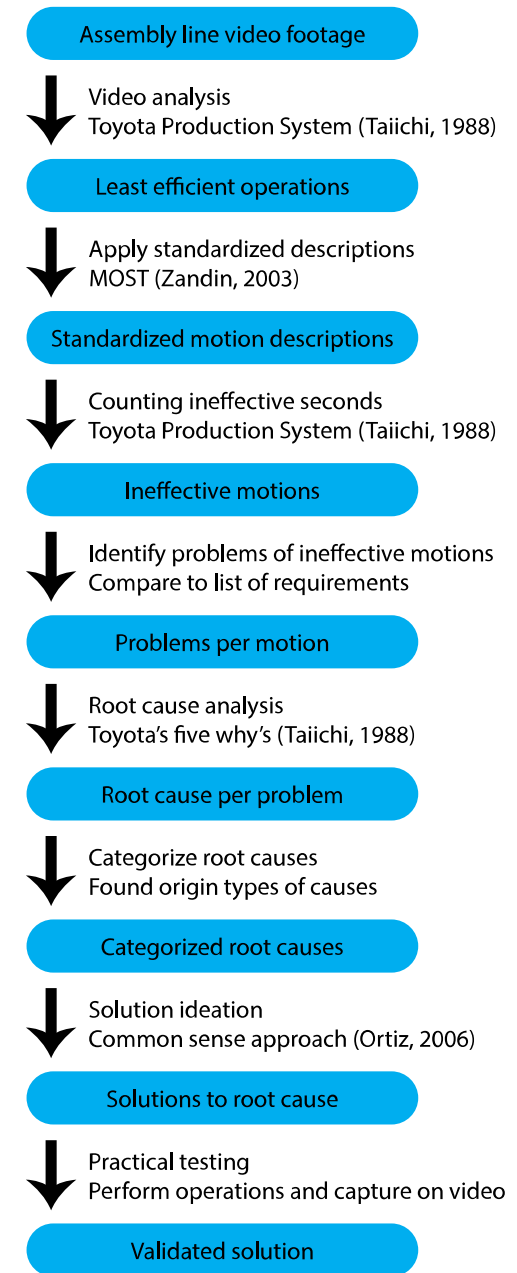 Assembly line video footage
Video analysis
Toyota Production System (Taiichi, 1988)
Least efficient operations
Apply standardized descriptions
MOST (Zandin, 2003)
Standardized motion descriptions
Counting ineffective seconds
Toyota Production System (Taiichi, 1988)
Ineffective motions
Identify problems of ineffective motions
Compare to list of requirements
Problems per motion
Root cause analysis
Toyota's five why's (Taiichi, 1988)
Root cause per problem
Categorize root causes
Found origin types of causes
Categorized root causes
Solution ideation
Common sense approach (Ortiz, 2006)
Solutions to root cause
Practical testing
Perform operations and capture on video
Validated solution